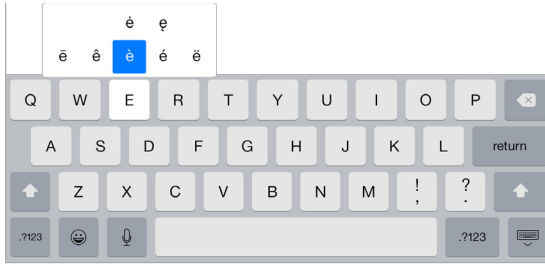 ė ę
ē ê è é ë
Q W E R T Y U I O P
A S D F G H J K L return
Z X C V B N M ! , ? .
.?123 .?123